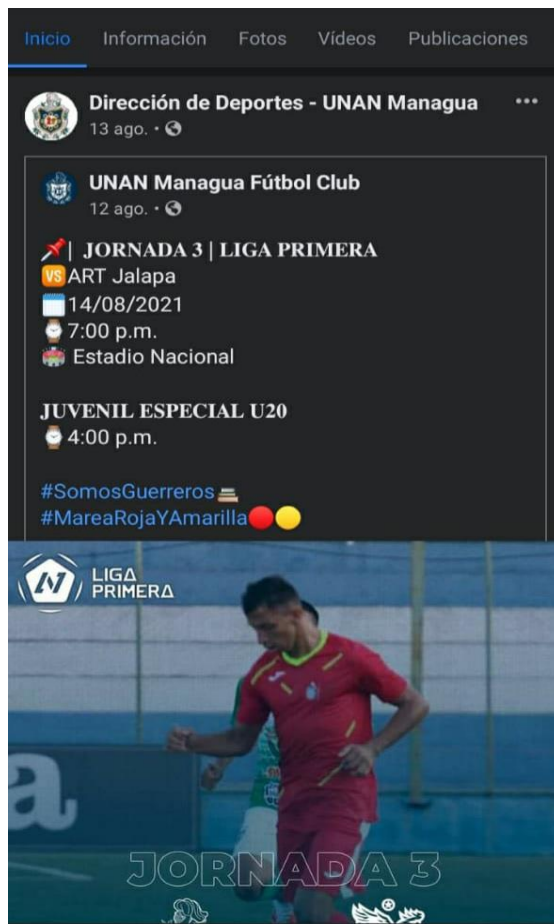 Inicio Información Fotos Vídeos Publicaciones
Dirección de Deportes - UNAN Managua
13 ago.
UNAN Managua Fútbol Club
12 ago.
📌| JORNADA 3 | LIGA PRIMERA
🆚ART Jalapa
🗓️14/08/2021
⌚7:00 p.m.
🏟️ Estadio Nacional
JUVENIL ESPECIAL U20
⌚4:00 p.m.
#SomosGuerreros📚
#MareaRojaYAmarilla🔴🟡
LIGA
PRIMERA
a
JORNADA 3